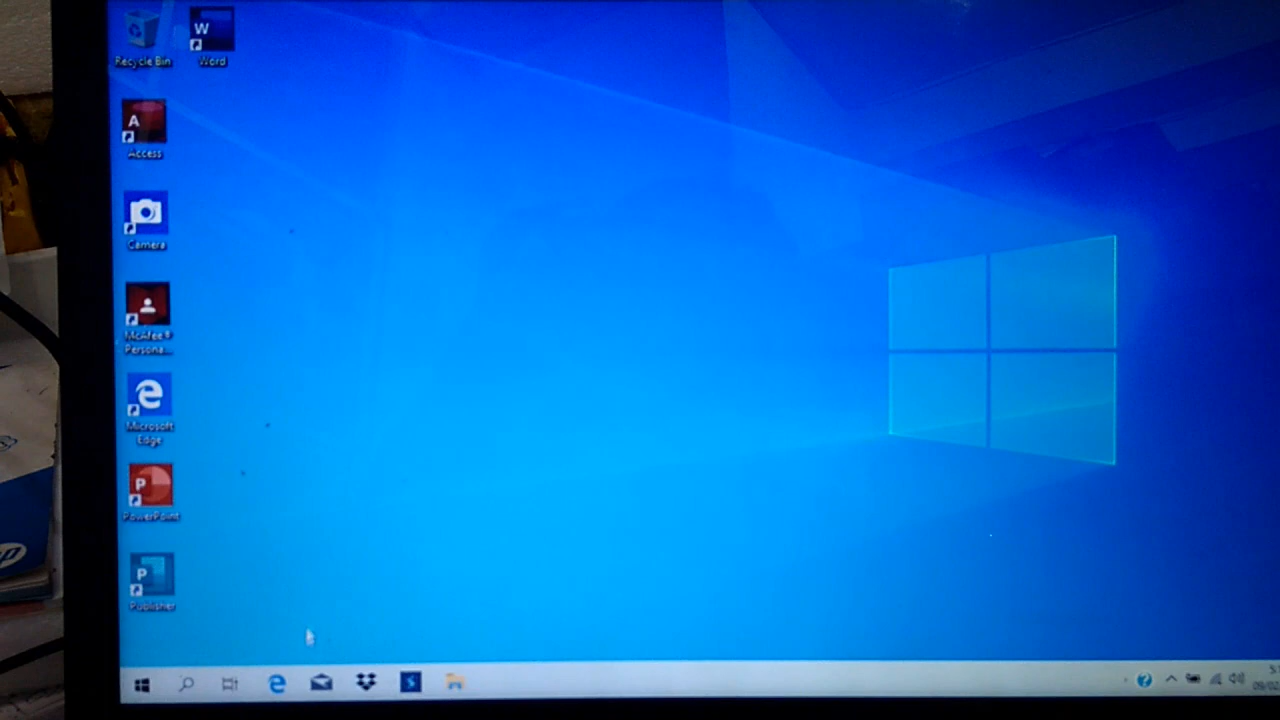 Recycle Bin
Word
Access
Camera
McAfee®
Persona...
Microsoft
Edge
PowerPoint
Publisher